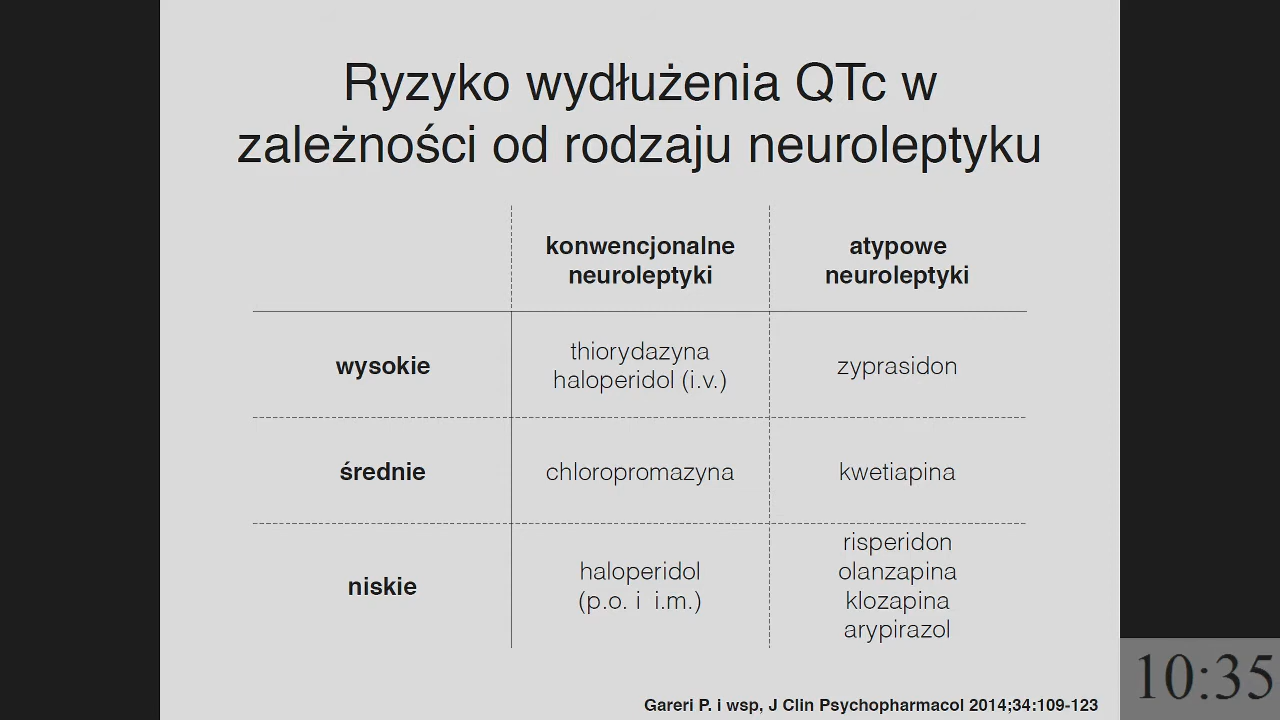 Ryzyko wydłużenia QTc w
zależności od rodzaju neuroleptyku
konwencjonalne
neuroleptyki
atypowe
neuroleptyki
wysokie
thiorydazyna
haloperidol (i.v.)
zyprasidon
średnie
chloropromazyna
kwetiapina
niskie
haloperidol
(p.o. i i.m.)
risperidon
olanzapina
klozapina
arypirazol
Gareri P. i wsp, J Clin Psychopharmacol 2014;34:109-123
10:35